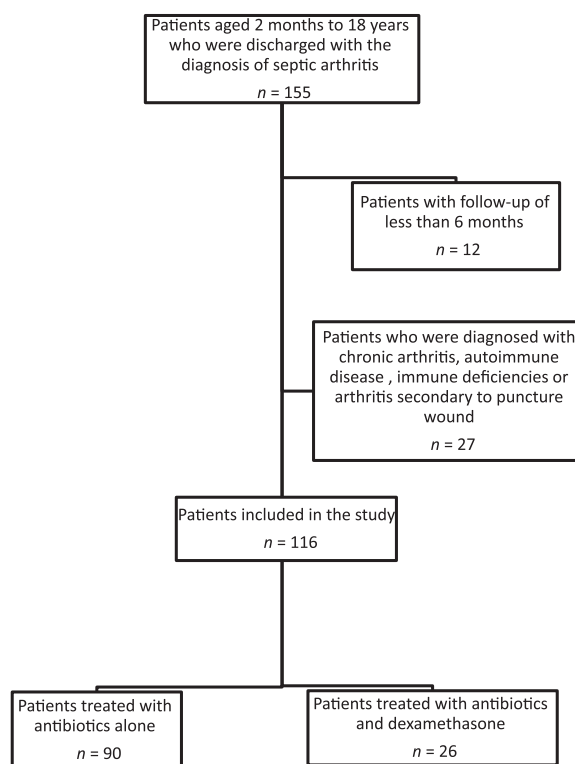 Patients aged 2 months to 18 years
who were discharged with the
diagnosis of septic arthritis
n = 155
Patients with follow-up of
less than 6 months
n = 12
Patients who were diagnosed with
chronic arthritis, autoimmune
disease , immune deficiencies or
arthritis secondary to puncture
wound
n = 27
Patients included in the study
n = 116
Patients treated with
antibiotics alone
n = 90
Patients treated with antibiotics
and dexamethasone
n = 26